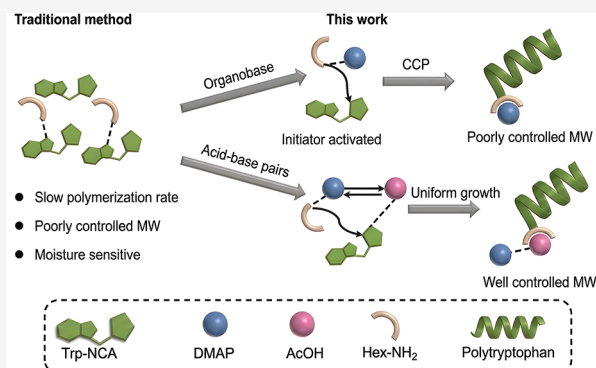 Traditional method
This work
Organobase
CCP
Initiator activated
Poorly controlled MW
Acid-base pairs
Uniform growth
● Slow polymerization rate
● Poorly controlled MW
● Moisture sensitive
Well controlled MW
Trp-NCA
DMAP
AcOH
Hex-NH₂
Polytryptophan